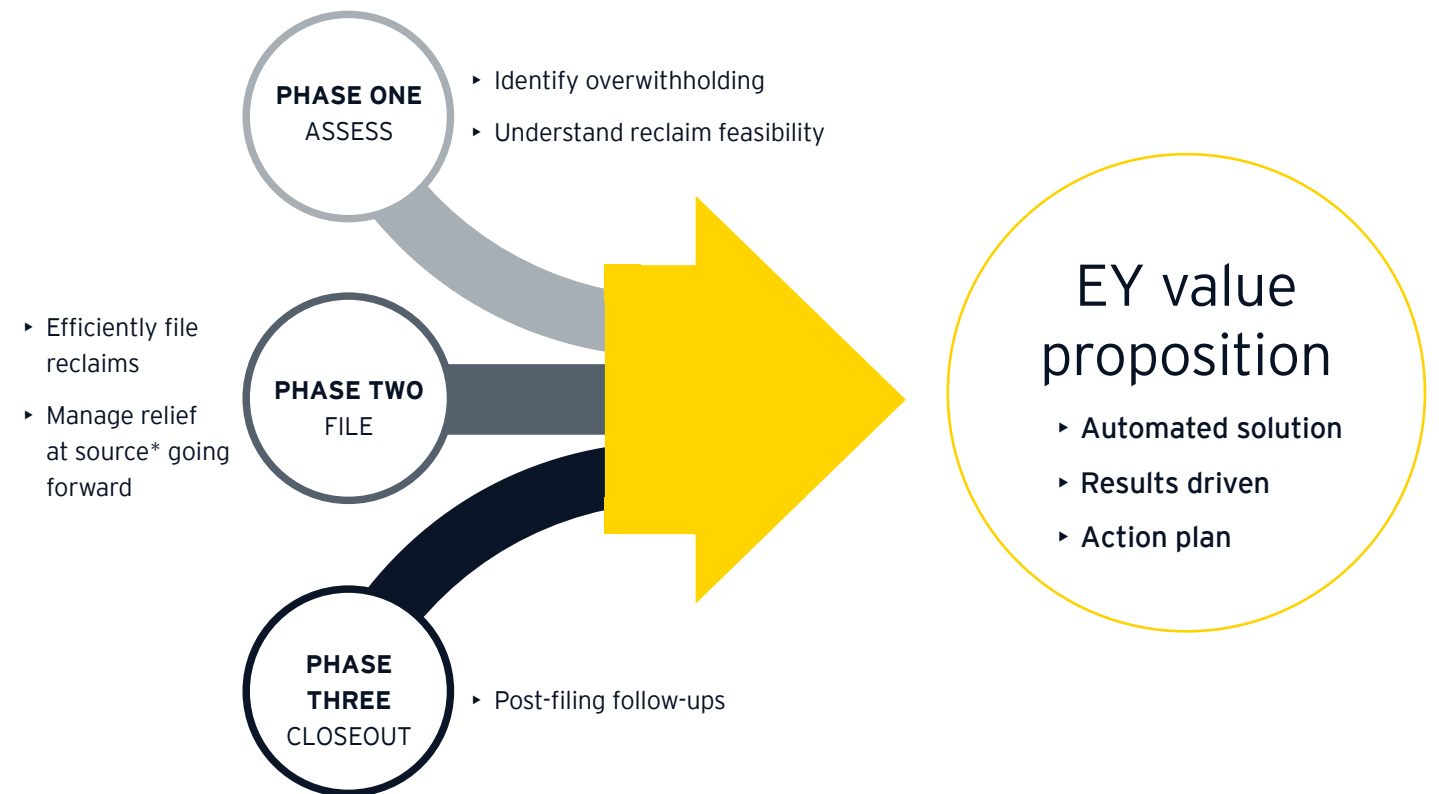 PHASE ONE
ASSESS
‣ Identify overwithholding
‣ Understand reclaim feasibility
‣ Efficiently file
reclaims
‣ Manage relief
at source* going
forward
PHASE TWO
FILE
PHASE
THREE
CLOSEOUT
‣ Post-filing follow-ups
EY value
proposition
‣ Automated solution
‣ Results driven
‣ Action plan